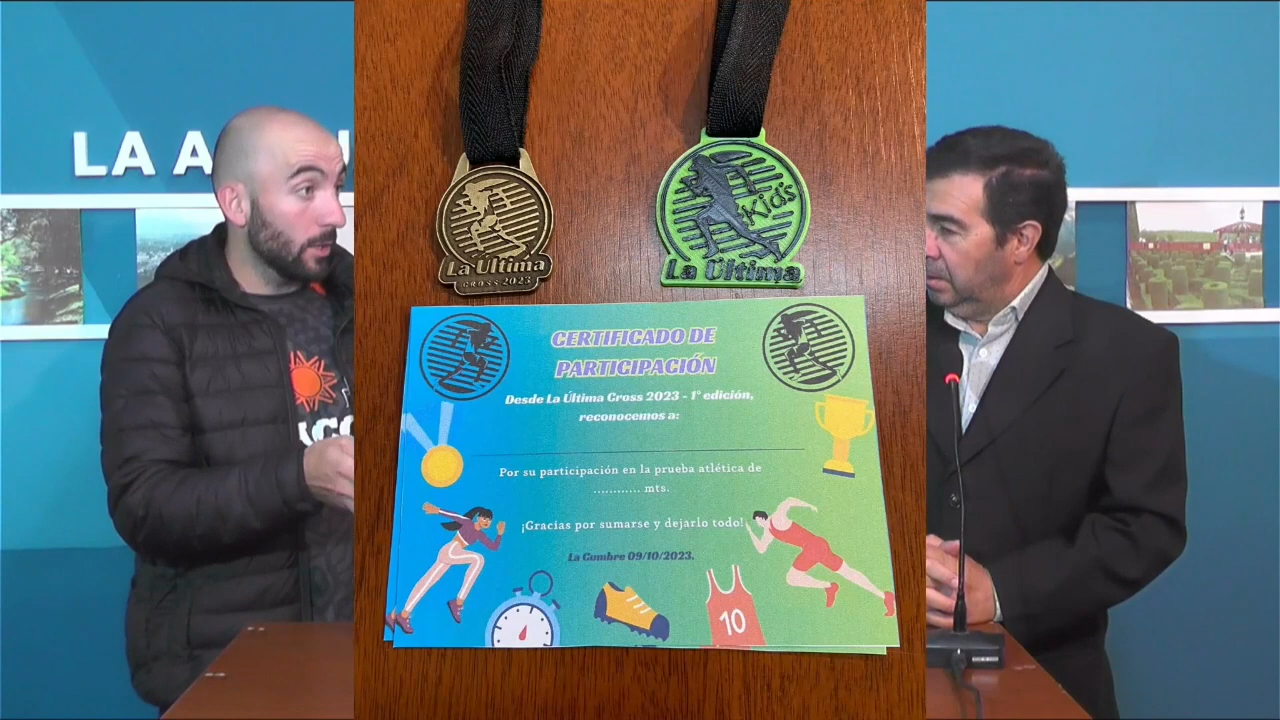 LA A
La Última
CROSS 2023
Kid's
La Última
CERTIFICADO DE
PARTICIPACIÓN
Desde La Última Cross 2023 - 1° edición,
reconocemos a:
Por su participación en la prueba atlética de
............ mts.
¡Gracias por sumarse y dejarlo todo!
La Cumbre 09/10/2023.
10